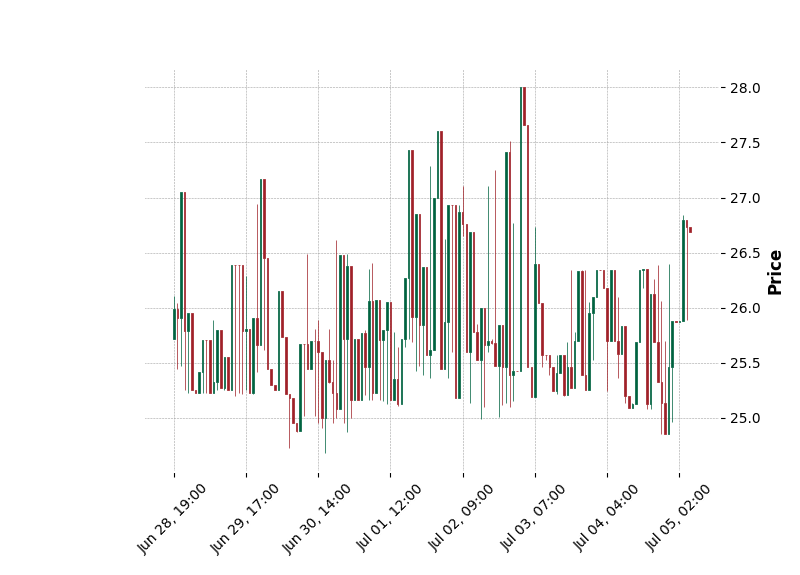 28.0
27.5
27.0
26.5
26.0
25.5
25.0
Price
Jun 28, 19:00
Jun 29, 17:00
Jun 30, 14:00
Jul 01, 12:00
Jul 02, 09:00
Jul 03, 07:00
Jul 04, 04:00
Jul 05, 02:00